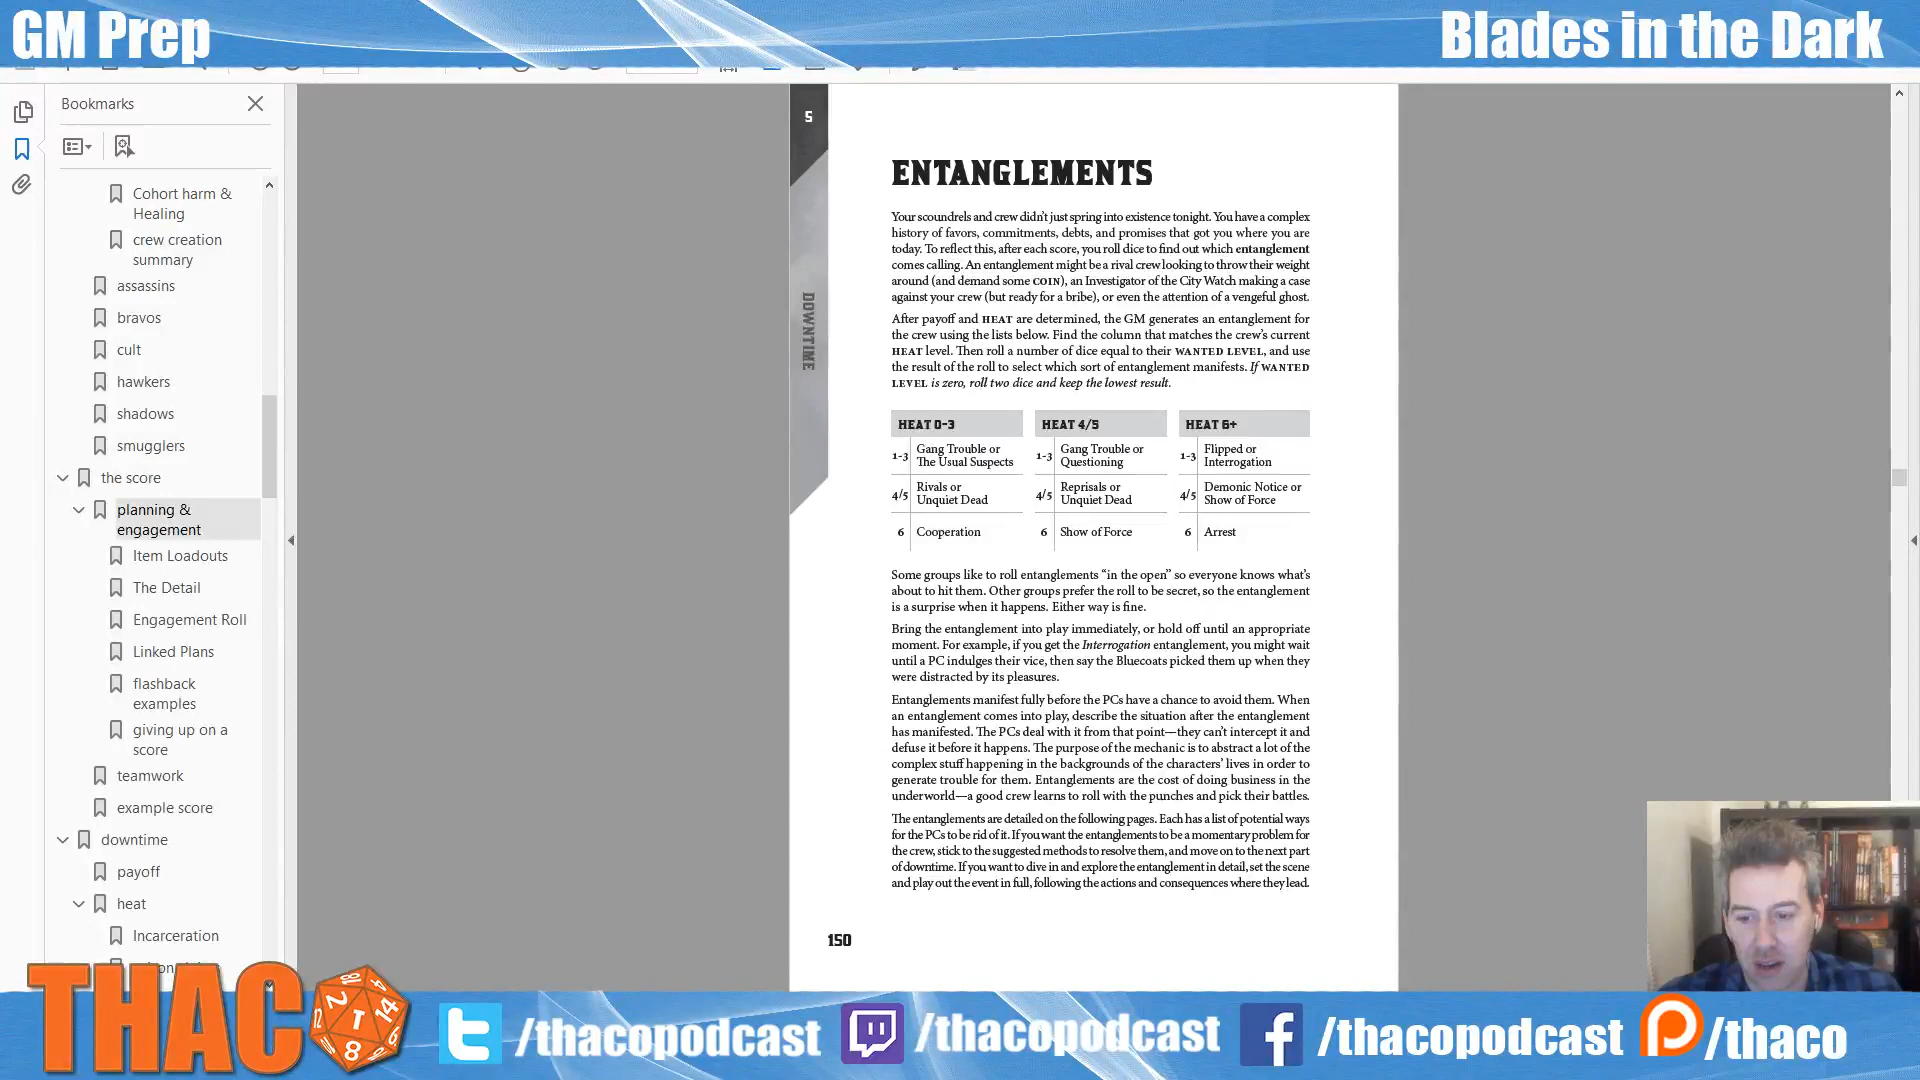 GM Prep
Blades in the Dark
Bookmarks
Cohort harm &
Healing
crew creation
summary
assassins
bravos
cult
hawkers
shadows
smugglers
the score
planning &
engagement
Item Loadouts
The Detail
Engagement Roll
Linked Plans
flashback
examples
giving up on a
score
teamwork
example score
downtime
payoff
heat
Incarceration
5
DOWNTIME
ENTANGLEMENTS
Your scoundrels and crew didn't just spring into existence tonight. You have a complex
history of favors, commitments, debts, and promises that got you where you are
today. To reflect this, after each score, you roll dice to find out which entanglement
comes calling. An entanglement might be a rival crew looking to throw their weight
around (and demand some COIN), an Investigator of the City Watch making a case
against your crew (but ready for a bribe), or even the attention of a vengeful ghost.
After payoff and HEAT are determined, the GM generates an entanglement for
the crew using the lists below. Find the column that matches the crew's current
HEAT level. Then roll a number of dice equal to their WANTED LEVEL, and use
the result of the roll to select which sort of entanglement manifests. If WANTED
LEVEL is zero, roll two dice and keep the lowest result.
HEAT 0-3
1-3 Gang Trouble or
The Usual Suspects
4/5 Rivals or
Unquiet Dead
6 Cooperation
HEAT 4/5
1-3 Gang Trouble or
Questioning
4/5 Reprisals or
Unquiet Dead
6 Show of Force
HEAT 6+
1-3 Flipped or
Interrogation
4/5 Demonic Notice or
Show of Force
6 Arrest
Some groups like to roll entanglements "in the open" so everyone knows what's
about to hit them. Other groups prefer the roll to be secret, so the entanglement
is a surprise when it happens. Either way is fine.
Bring the entanglement into play immediately, or hold off until an appropriate
moment. For example, if you get the Interrogation entanglement, you might wait
until a PC indulges their vice, then say the Bluecoats picked them up when they
were distracted by its pleasures.
Entanglements manifest fully before the PCs have a chance to avoid them. When
an entanglement comes into play, describe the situation after the entanglement
has manifested. The PCs deal with it from that point—they can't intercept it and
defuse it before it happens. The purpose of the mechanic is to abstract a lot of the
complex stuff happening in the backgrounds of the characters' lives in order to
generate trouble for them. Entanglements are the cost of doing business in the
underworld—a good crew learns to roll with the punches and pick their battles.
The entanglements are detailed on the following pages. Each has a list of potential ways
for the PCs to be rid of it. If you want the entanglements to be a momentary problem for
the crew, stick to the suggested methods to resolve them, and move on to the next part
of downtime. If you want to dive in and explore the entanglement in detail, set the scene
and play out the event in full, following the actions and consequences where they lead.
150
THAC
T
2
14
8
/thacopodcast
/thacopodcast
/thacopodcast
/thaco